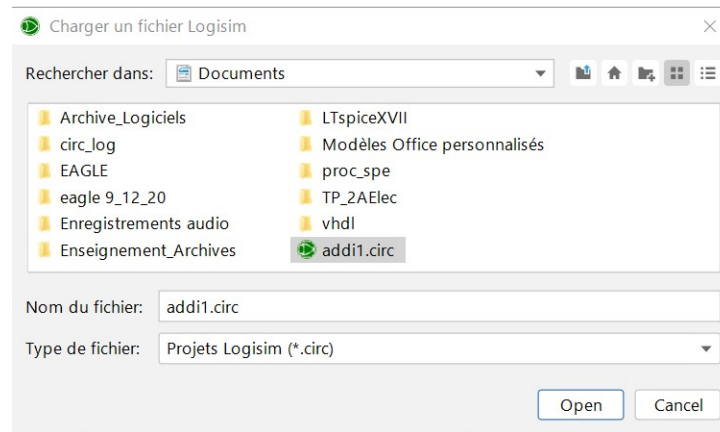 Charger un fichier Logisim
Rechercher dans: Documents
Archive_Logiciels
circ_log
EAGLE
eagle 9_12_20
Enregistrements audio
Enseignement_Archives
LTspiceXVII
Modèles Office personnalisés
proc_spe
TP_2AElec
vhdl
addi1.circ
Nom du fichier: addi1.circ
Type de fichier: Projets Logisim (*.circ)
Open Cancel